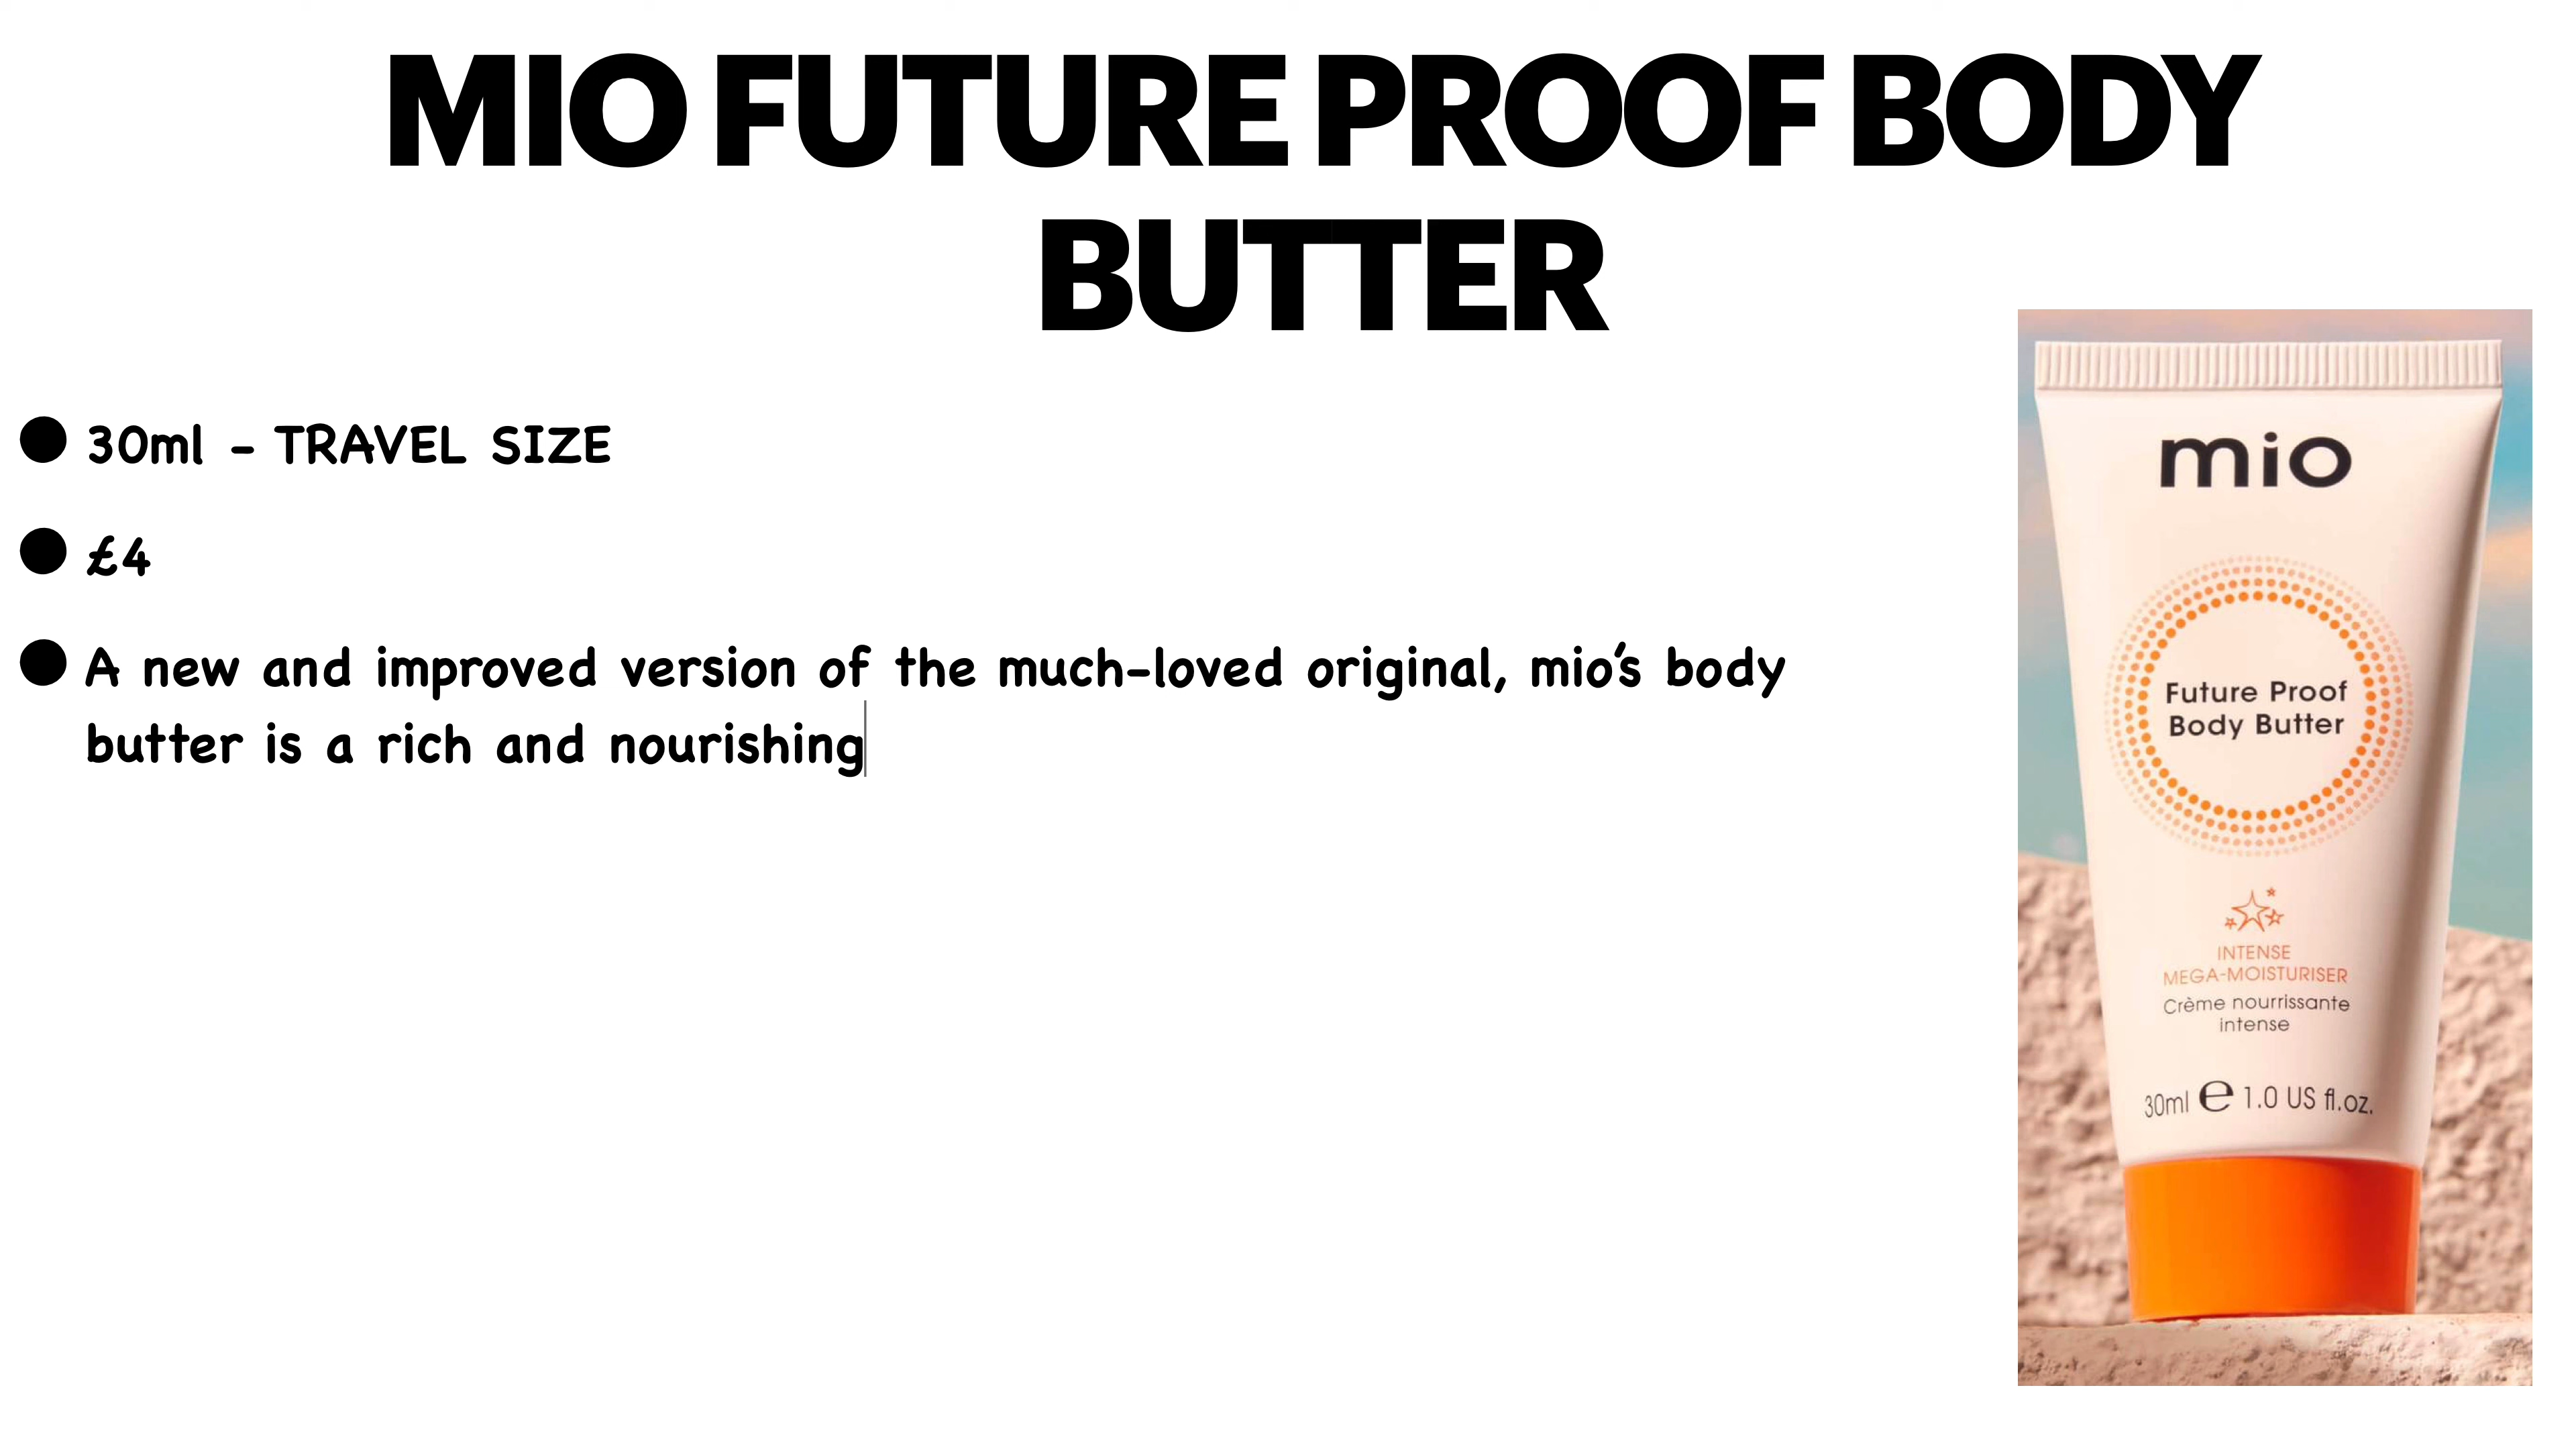 MIO FUTURE PROOF BODY
BUTTER
30ml - TRAVEL SIZE
£4
A new and improved version of the much-loved original, mio's body
butter is a rich and nourishing
mio
Future Proof
Body Butter
INTENSE
MEGA-MOISTURISER
Crème nourrissante
intense
30ml e 1.0 US fl.oz.